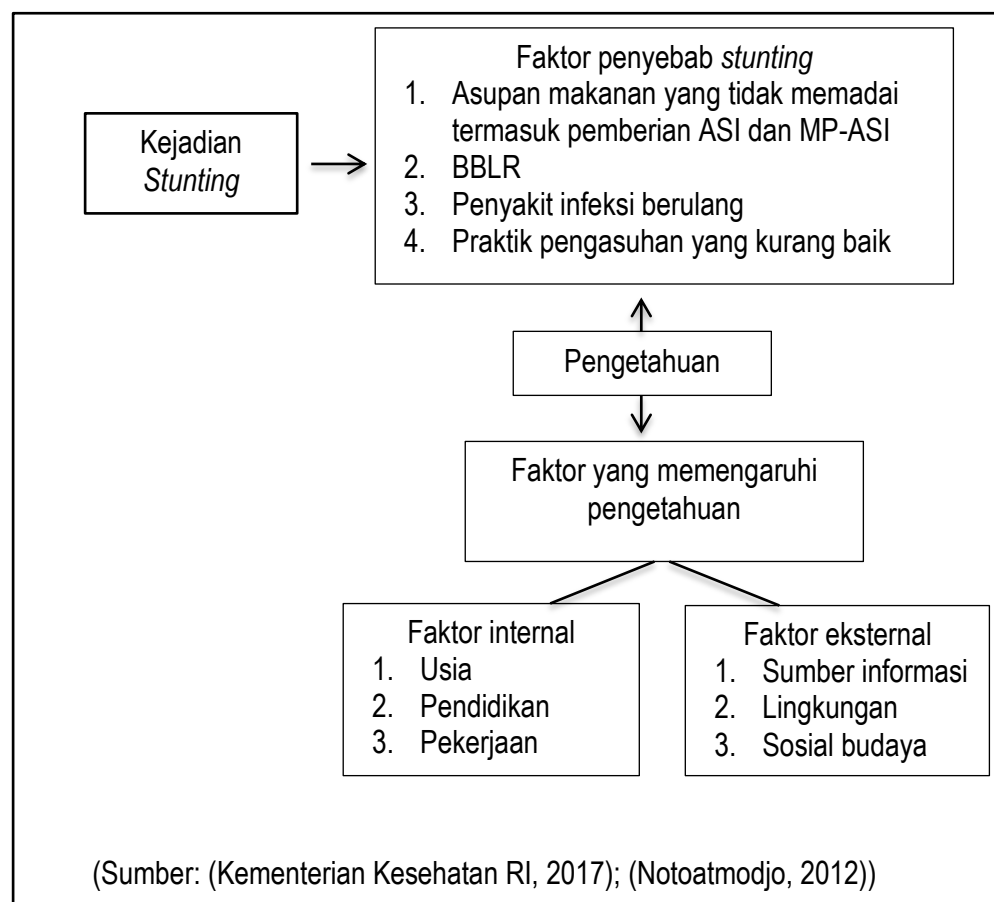 Faktor penyebab stunting
1. Asupan makanan yang tidak memadai
termasuk pemberian ASI dan MP-ASI
2. BBLR
3. Penyakit infeksi berulang
4. Praktik pengasuhan yang kurang baik
Kejadian
Stunting
Pengetahuan
Faktor yang memengaruhi
pengetahuan
Faktor internal
1. Usia
2. Pendidikan
3. Pekerjaan
Faktor eksternal
1. Sumber informasi
2. Lingkungan
3. Sosial budaya
(Sumber: (Kementerian Kesehatan RI, 2017); (Notoatmodjo, 2012))